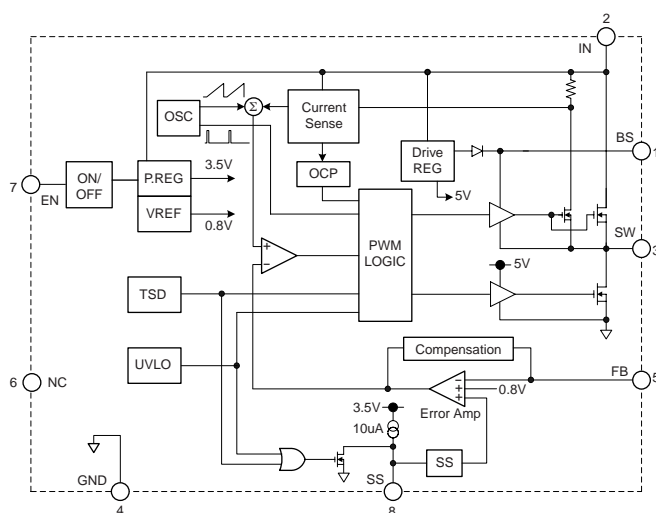 2
IN
OSC
Σ
Current
Sense
BS
1
Drive
REG
OCP
5V
7
EN
ON/
OFF
P.REG
3.5V
VREF
0.8V
PWM
LOGIC
SW
3
+
−
5V
TSD
UVLO
Compensation
6
NC
FB
5
−
+
+
0.8V
Error Amp
3.5V
10uA
SS
GND
4
SS
8